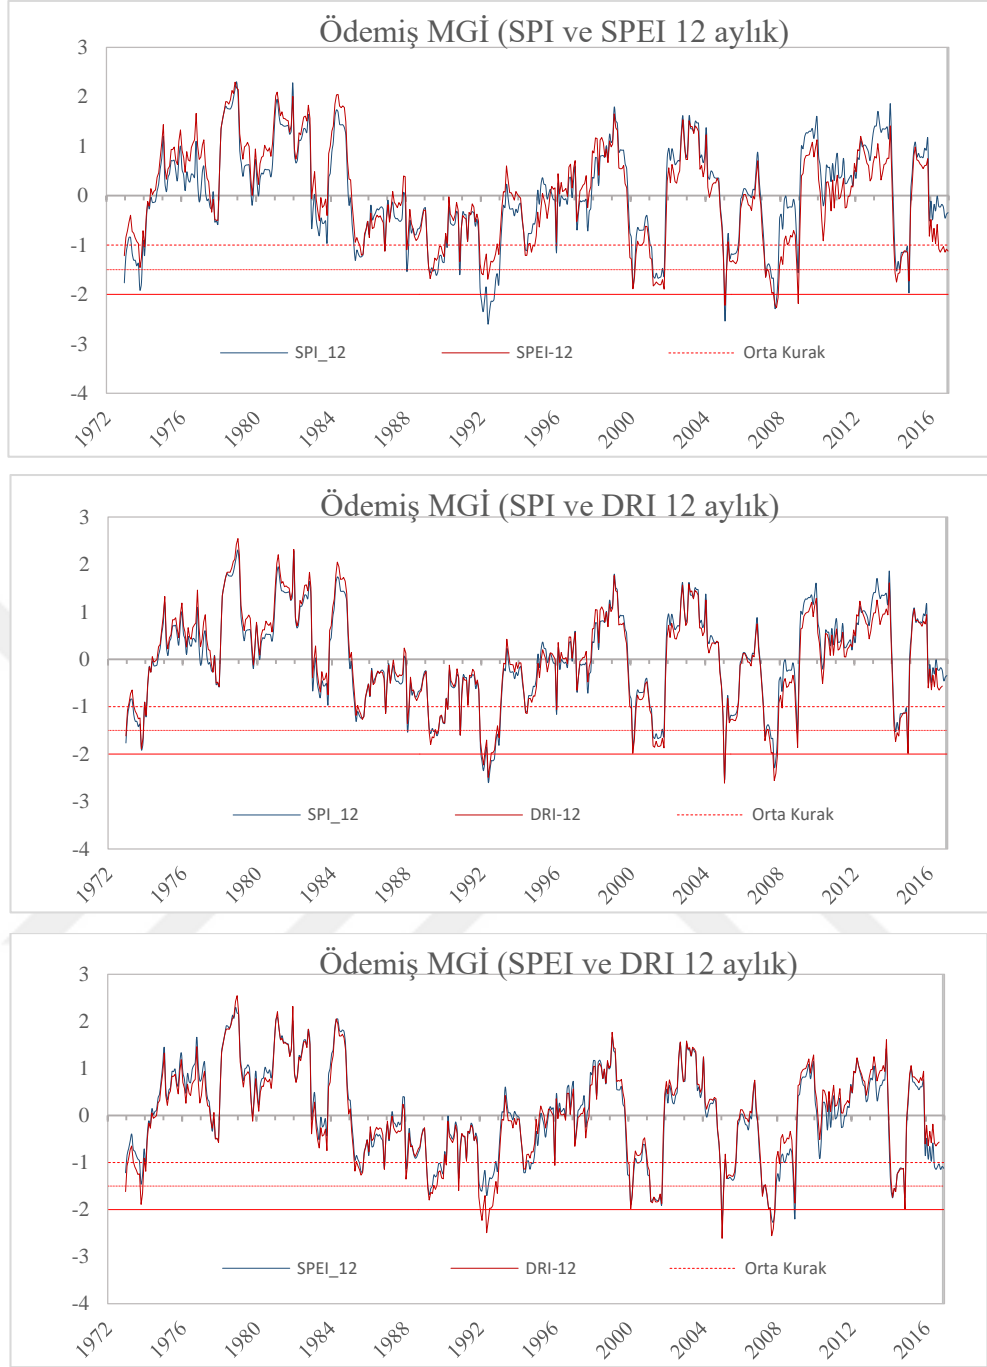 Ödemiş MGİ (SPI ve SPEI 12 aylık)
3
2
1
0
-1
-2
-3
-4
SPI_12 SPEI-12 Orta Kurak
1972 1976 1980 1984 1988 1992 1996 2000 2004 2008 2012 2016
Ödemiş MGİ (SPI ve DRI 12 aylık)
3
2
1
0
-1
-2
-3
-4
SPI_12 DRI-12 Orta Kurak
1972 1976 1980 1984 1988 1992 1996 2000 2004 2008 2012 2016
Ödemiş MGİ (SPEI ve DRI 12 aylık)
3
2
1
0
-1
-2
-3
-4
SPEI_12 DRI-12 Orta Kurak
1972 1976 1980 1984 1988 1992 1996 2000 2004 2008 2012 2016